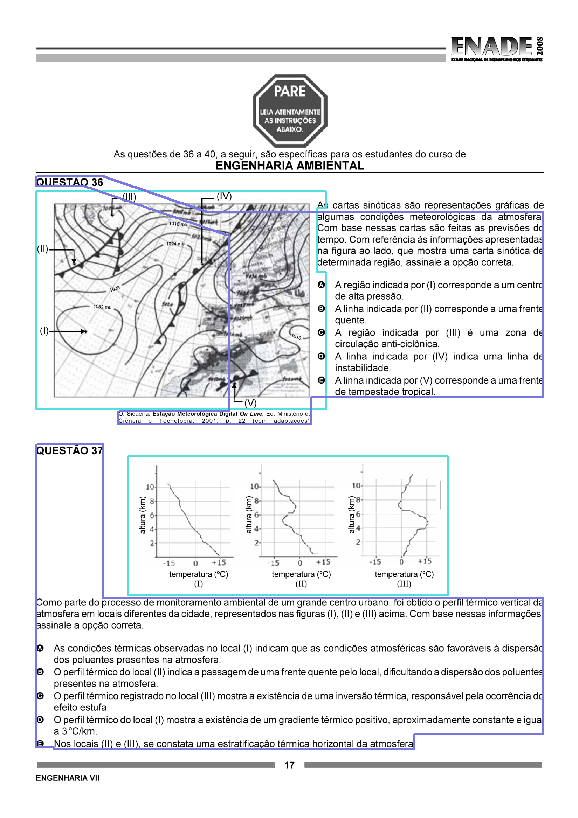 ENADE 2008
EXAME NACIONAL DE DESEMPENHO DOS ESTUDANTES
PARE
LEIA ATENTAMENTE
AS INSTRUÇÕES
ABAIXO.
As questões de 36 a 40, a seguir, são específicas para os estudantes do curso de
ENGENHARIA AMBIENTAL
QUESTÃO 36
(III)
(IV)
(II)
(I)
(V)
As cartas sinóticas são representações gráficas de
algumas condições meteorológicas da atmosfera.
Com base nessas cartas são feitas as previsões do
tempo. Com referência às informações apresentadas
na figura ao lado, que mostra uma carta sinótica de
determinada região, assinale a opção correta.
A A região indicada por (I) corresponde a um centro
de alta pressão.
B A linha indicada por (II) corresponde a uma frente
quente.
C A região indicada por (III) é uma zona de
circulação anti-ciclônica.
D A linha indicada por (IV) indica uma linha de
instabilidade.
E A linha indicada por (V) corresponde a uma frente
de tempestade tropical.
Estação Meteorológica Digital On Line. Ed. Ministério da
Ciência e Tecnologia, 2001, p. 22 (com adaptações)
QUESTÃO 37
altura (km)
10
8
6
4
2
-15 0 +15
temperatura (°C)
(I)
altura (km)
10
8
6
4
2
-15 0 +15
temperatura (°C)
(II)
altura (km)
10
8
6
4
2
-15 0 +15
temperatura (°C)
(III)
Como parte do processo de monitoramento ambiental de um grande centro urbano, foi obtido o perfil térmico vertical da
atmosfera em locais diferentes da cidade, representados nas figuras (I), (II) e (III) acima. Com base nessas informações,
assinale a opção correta.
A As condições térmicas observadas no local (I) indicam que as condições atmosféricas são favoráveis à dispersão
dos poluentes presentes na atmosfera.
B O perfil térmico do local (II) indica a passagem de uma frente quente pelo local, dificultando a dispersão dos poluentes
presentes na atmosfera.
C O perfil térmico registrado no local (III) mostra a existência de uma inversão térmica, responsável pela ocorrência do
efeito estufa
D O perfil térmico do local (I) mostra a existência de um gradiente térmico positivo, aproximadamente constante e igual
a 3 °C/km.
E Nos locais (II) e (III), se constata uma estratificação térmica horizontal da atmosfera
17
ENGENHARIA VII